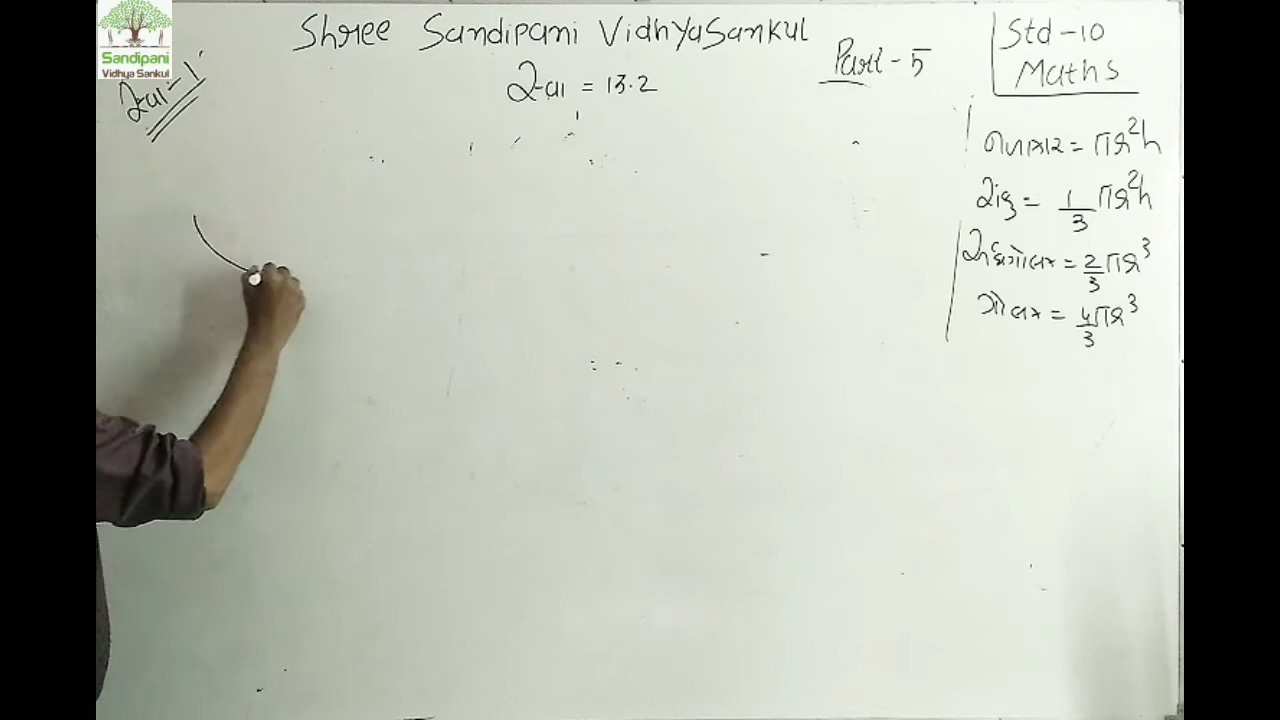 Sandipani
Vidhya Sankul
Shree Sandipani VidhyaSankul
Part - 5
Std - 10
Maths
= 13.2
નળાકાર = πr²h
શંકુ = 1/3 πr²h
અર્ધગોલક = 2/3 πr³
ગોલક = 4/3 πr³